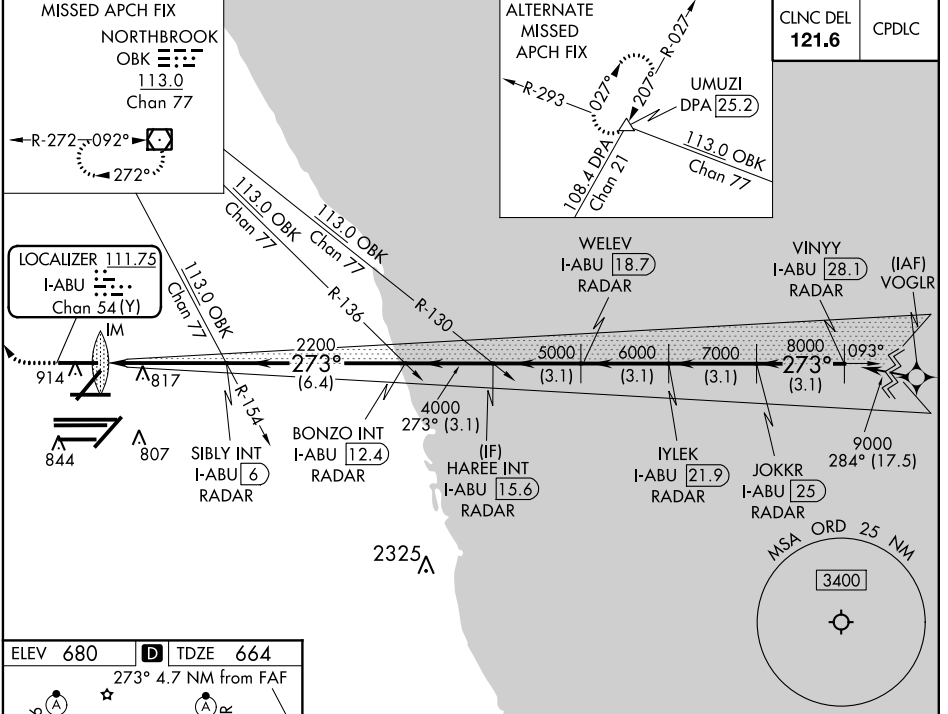 MISSED APCH FIX
NORTHBROOK
OBK
113.0
Chan 77
R-272
092°
272°
ALTERNATE
MISSED
APCH FIX
R-027
207°
027°
R-293
UMUZI
DPA 25.2
108.4 DPA
Chan 21
113.0 OBK
Chan 77
CLNC DEL
121.6
CPDLC
LOCALIZER 111.75
I-ABU
Chan 54 (Y)
IM
113.0 OBK
Chan 77
R-154
113.0 OBK
Chan 77
R-136
113.0 OBK
Chan 77
R-130
WELEV
I-ABU 18.7
RADAR
VINYY
I-ABU 28.1
RADAR
(IAF)
VOGLR
2200
273°
(6.4)
4000
273° (3.1)
5000
(3.1)
6000
(3.1)
7000
(3.1)
8000
273°
(3.1)
093°
9000
284° (17.5)
914
817
844
807
SIBLY INT
I-ABU 6
RADAR
BONZO INT
I-ABU 12.4
RADAR
(IF)
HAREE INT
I-ABU 15.6
RADAR
IYLEK
I-ABU 21.9
RADAR
JOKKR
I-ABU 25
RADAR
2325
MSA ORD 25 NM
3400
ELEV 680
D
TDZE 664
273° 4.7 NM from FAF
A
A